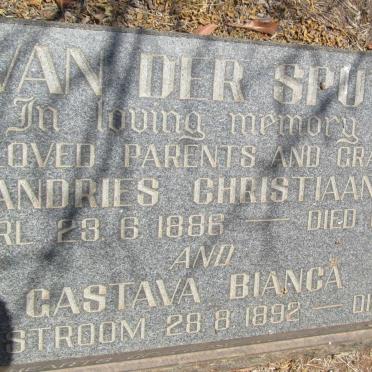 VAN DER SPU
In loving memory
LOVED PARENTS AND GRA
ANDRIES CHRISTIAAN
RL 23.6.1886 — DIED
AND
GASTAVA BIANCA
STROOM 28.8.1892 — DI